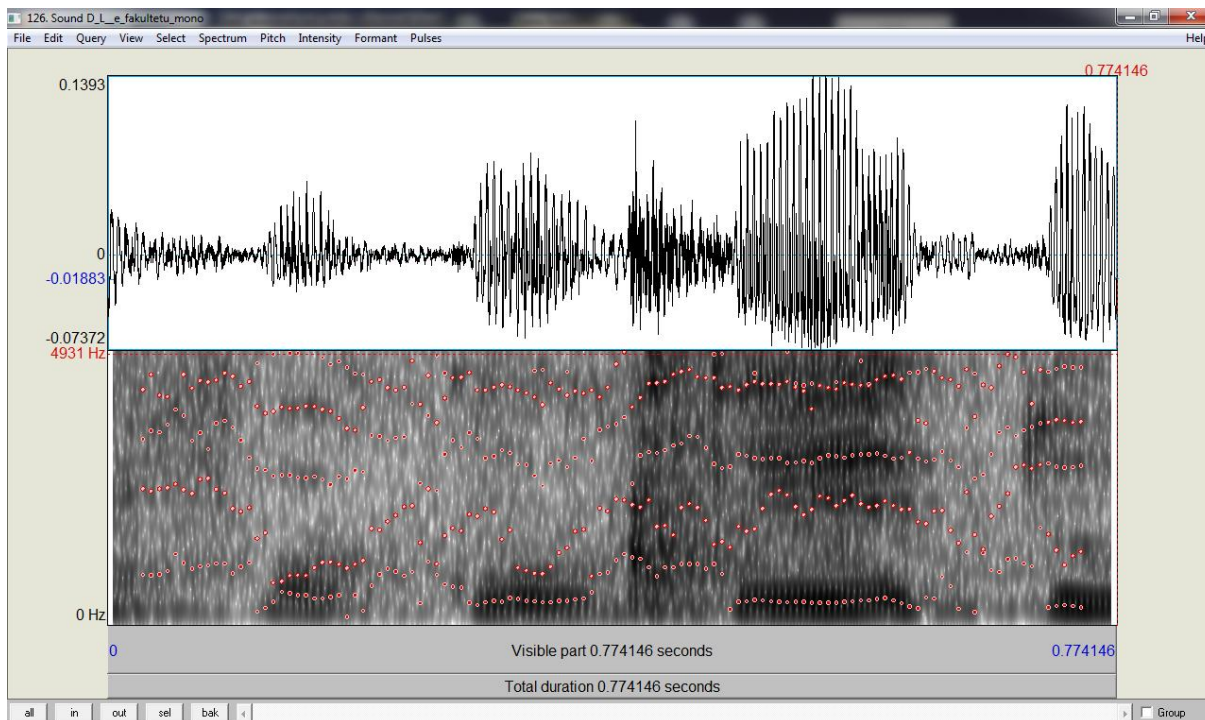 126. Sound D_L__e_fakultetu_mono
File Edit Query View Select Spectrum Pitch Intensity Formant Pulses Help
0.774146
0.1393
0
-0.01883
-0.07372
4931 Hz
0 Hz
0 Visible part 0.774146 seconds 0.774146
Total duration 0.774146 seconds
all in out sel bak Group